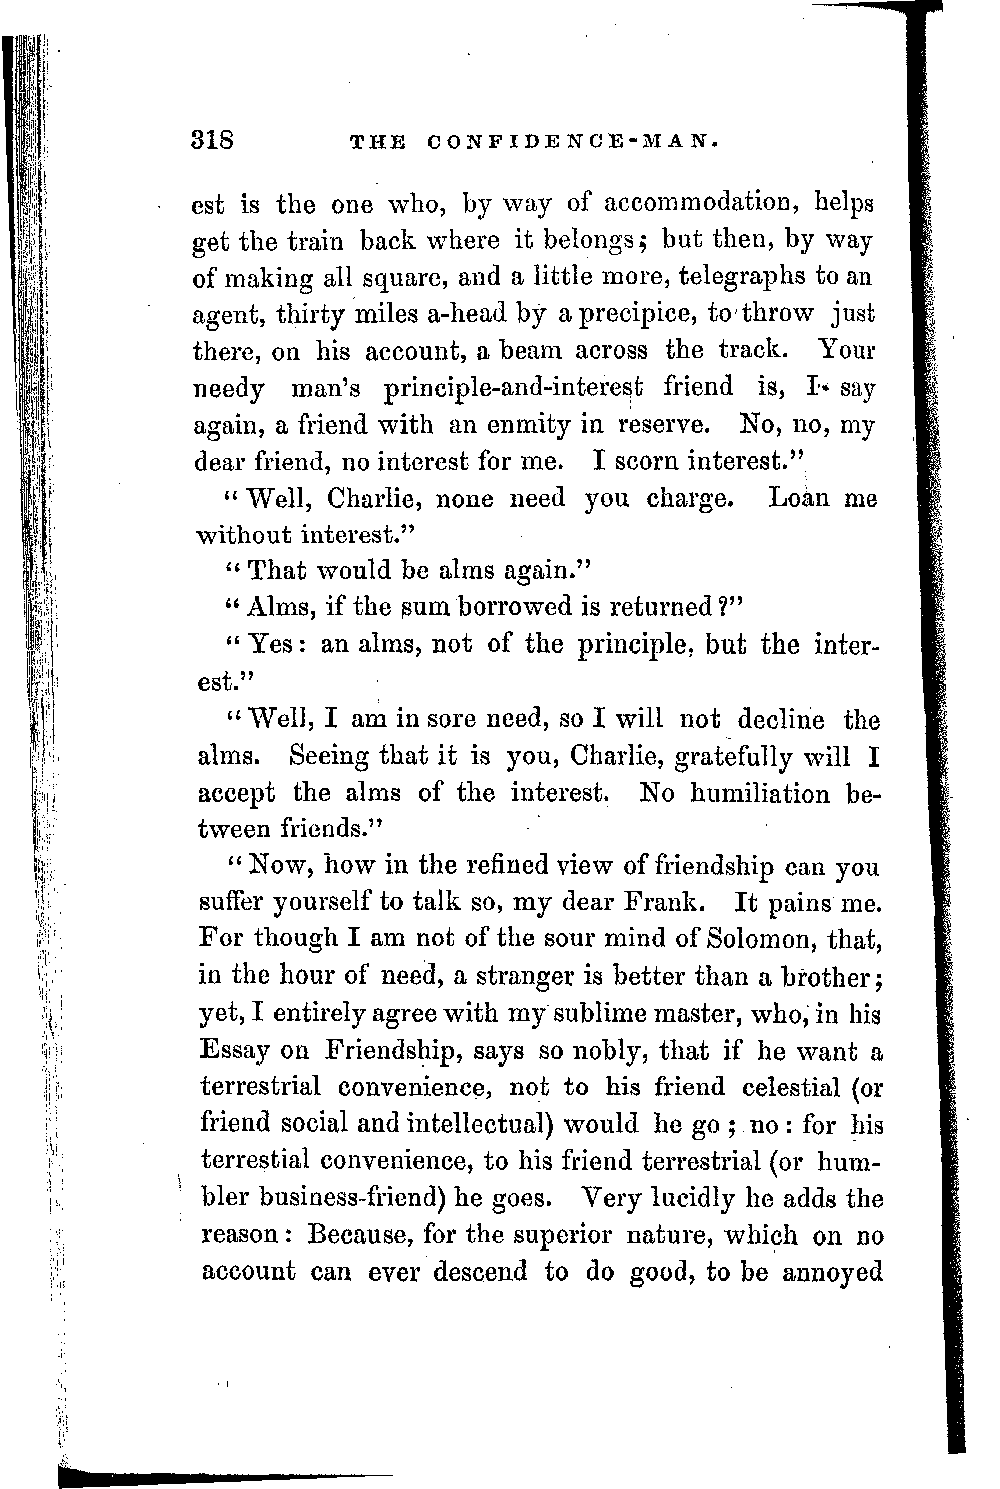 318 THE CONFIDENCE-MAN.
est is the one who, by way of accommodation, helps
get the train back where it belongs; but then, by way
of making all square, and a little more, telegraphs to an
agent, thirty miles a-head by a precipice, to throw just
there, on his account, a beam across the track. Your
needy man's principle-and-interest friend is, I say
again, a friend with an enmity in reserve. No, no, my
dear friend, no interest for me. I scorn interest."
"Well, Charlie, none need you charge. Loan me
without interest."
"That would be alms again."
"Alms, if the sum borrowed is returned?"
"Yes: an alms, not of the principle, but the inter-
est."
"Well, I am in sore need, so I will not decline the
alms. Seeing that it is you, Charlie, gratefully will I
accept the alms of the interest. No humiliation be-
tween friends."
"Now, how in the refined view of friendship can you
suffer yourself to talk so, my dear Frank. It pains me.
For though I am not of the sour mind of Solomon, that,
in the hour of need, a stranger is better than a brother;
yet, I entirely agree with my sublime master, who, in his
Essay on Friendship, says so nobly, that if he want a
terrestrial convenience, not to his friend celestial (or
friend social and intellectual) would he go; no: for his
terrestial convenience, to his friend terrestrial (or hum-
bler business-friend) he goes. Very lucidly he adds the
reason: Because, for the superior nature, which on no
account can ever descend to do good, to be annoyed